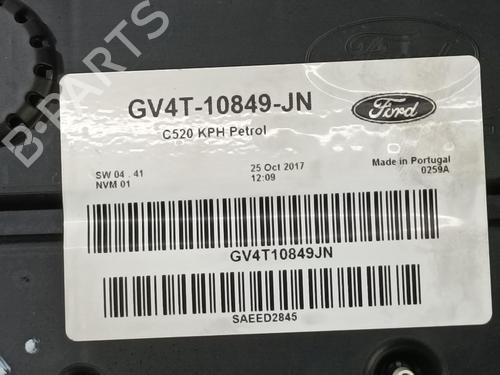 GV4T-10849-JN
Ford
C520 KPH Petrol
SW 04 . 41
NVM 01
25 Oct 2017
12:09
Made in Portugal
0259A
GV4T10849JN
SAEED2845
B-PARTS
Ford